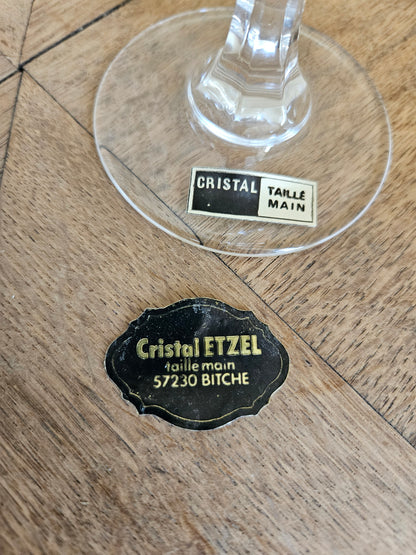 CRISTAL TAILLÉ
MAIN
Cristal ETZEL
taille main
57230 BITCHE